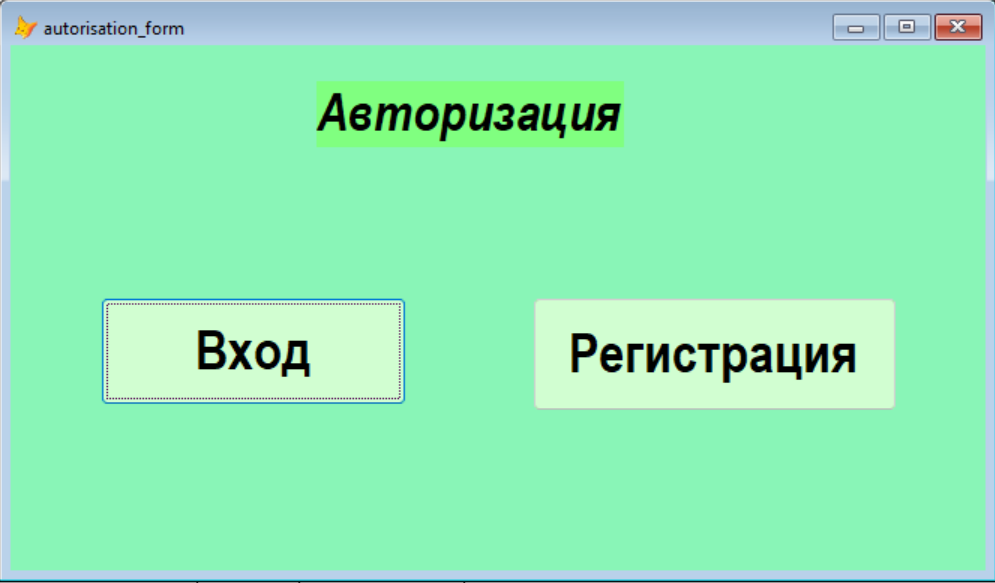 autorisation_form
Авторизация
Вход
Регистрация